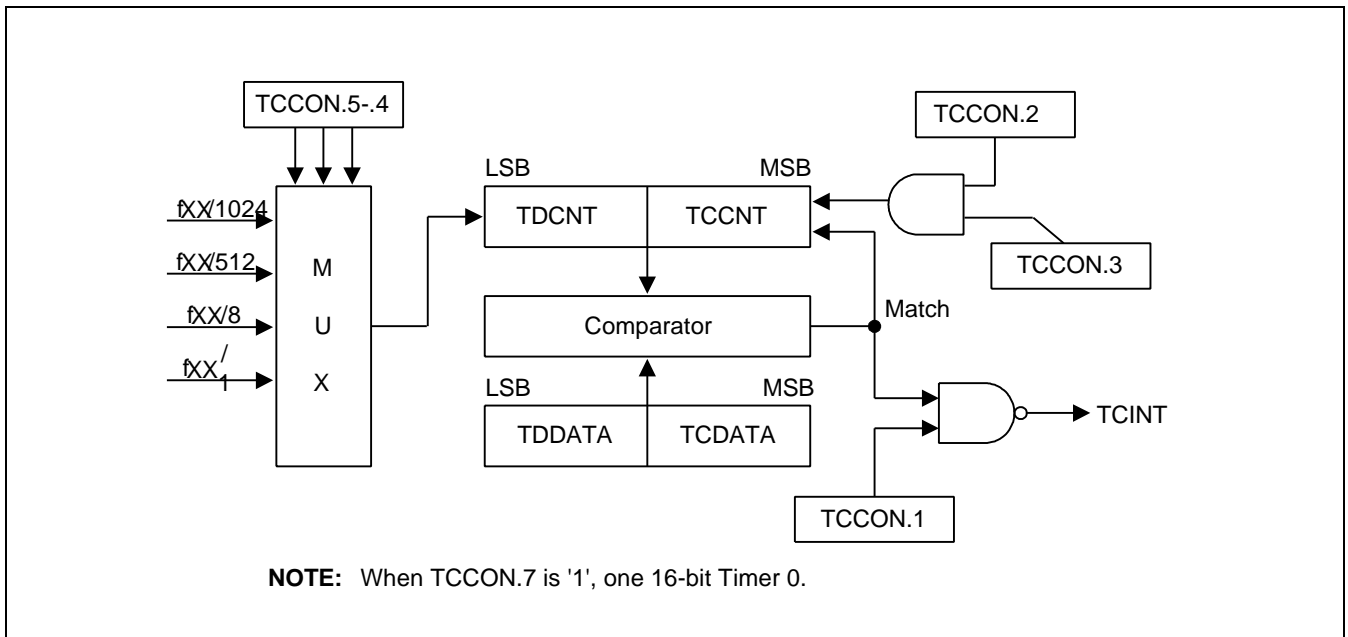 TCCON.5-.4
TCCON.2
LSB
MSB
fXX/1024
TDCNT
TCCNT
fXX/512
M
TCCON.3
fXX/8
U
Comparator
Match
fXX/1
X
LSB
MSB
TDDATA
TCDATA
TCINT
TCCON.1
NOTE: When TCCON.7 is '1', one 16-bit Timer 0.